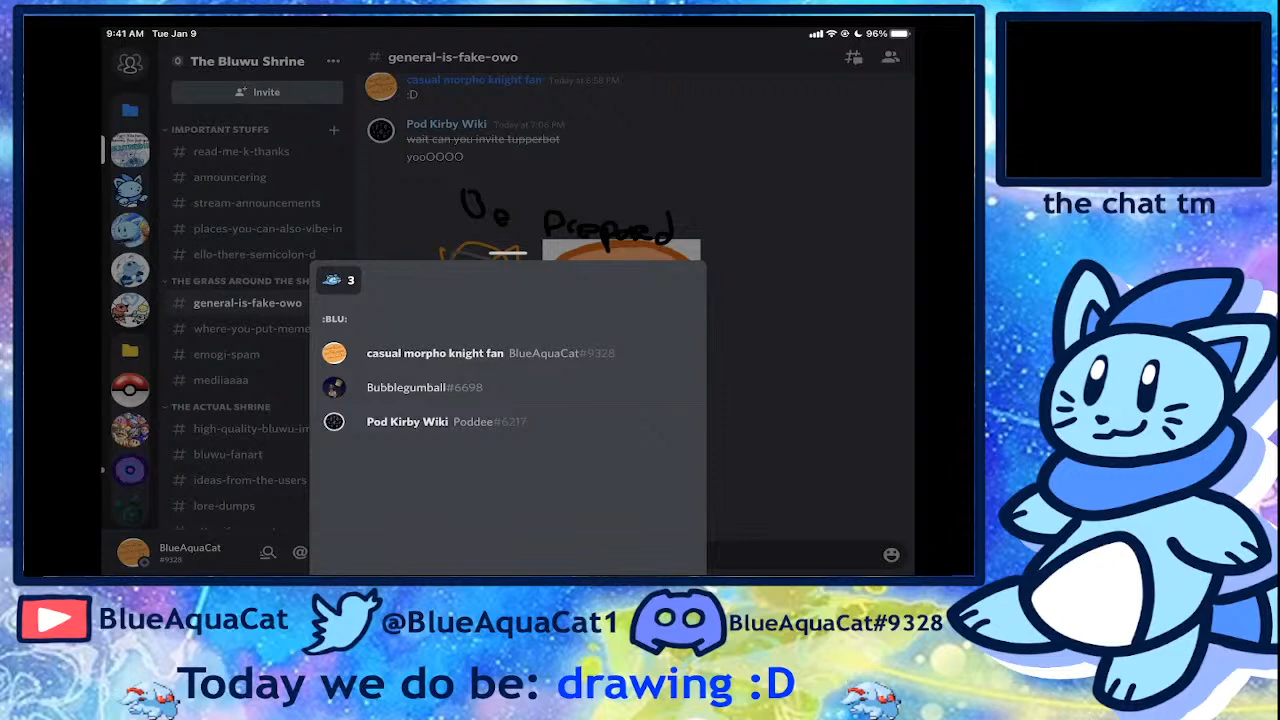 9:41 AM Tue Jan 9
96%
The Bluwu Shrine
Invite
IMPORTANT STUFFS
# read-me-k-thanks
# announcering
# stream-announcements
# places-you-can-also-vibe-in
# ello-there-semicolon-d
THE GRASS AROUND THE SH
# general-is-fake-owo
# where-you-put-meme
# emogi-spam
# mediiaaaa
THE ACTUAL SHRINE
# high-quality-bluwu-im
# bluwu-fanart
# ideas-from-the-users
# lore-dumps
BlueAquaCat
#9328
# general-is-fake-owo
casual morpho knight fan Today at 6:58 PM
:D
Pod Kirby Wiki Today at 7:06 PM
wait can you invite tupperbot
yooOOOO
Be Prepared
3
:BLU:
casual morpho knight fan BlueAquaCat#9328
Bubblegumball#6698
Pod Kirby Wiki Poddee#6217
the chat tm
BlueAquaCat
@BlueAquaCat1
BlueAquaCat#9328
Today we do be: drawing :D